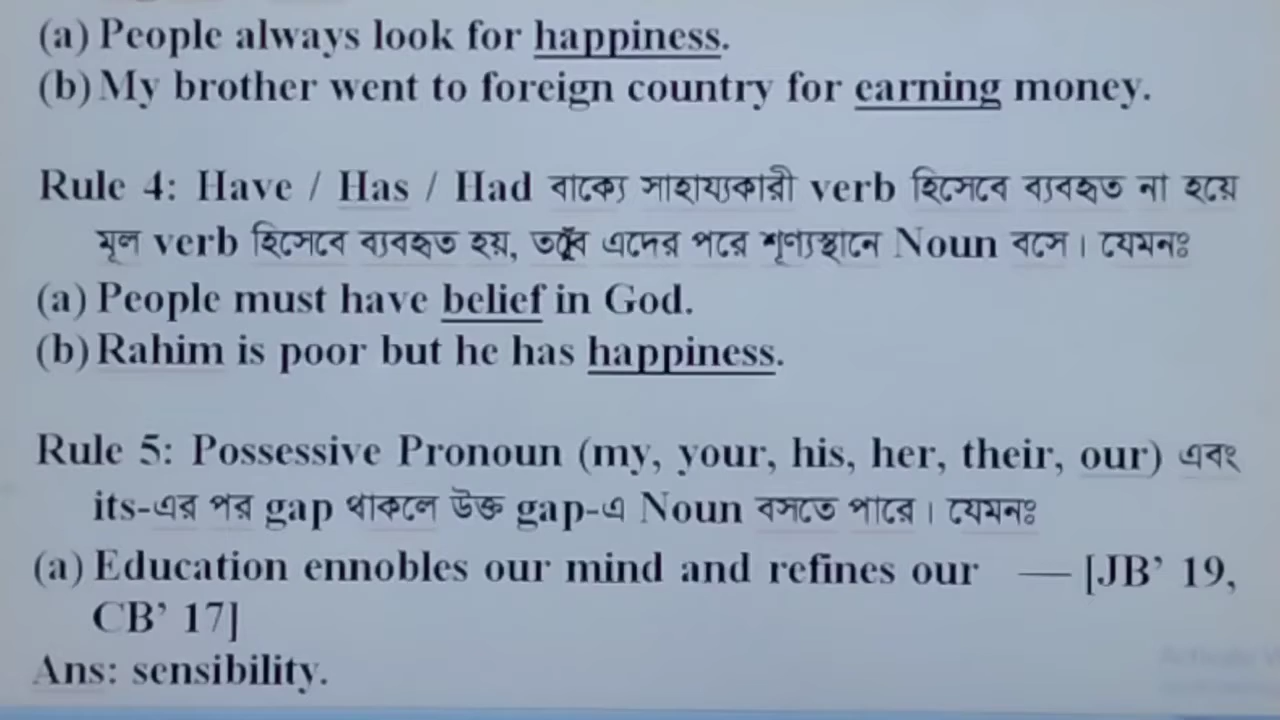 (a) People always look for happiness.
(b) My brother went to foreign country for earning money.
Rule 4: Have / Has / Had বাক্যে সাহায্যকারী verb হিসেবে ব্যবহৃত না হয়ে
মূল verb হিসেবে ব্যবহৃত হয়, তবে এদের পরে শূণ্যস্থানে Noun বসে। যেমনঃ
(a) People must have belief in God.
(b) Rahim is poor but he has happiness.
Rule 5: Possessive Pronoun (my, your, his, her, their, our) এবং
its-এর পর gap থাকলে উক্ত gap-এ Noun বসতে পারে। যেমনঃ
(a) Education ennobles our mind and refines our — [JB’ 19,
CB’ 17]
Ans: sensibility.